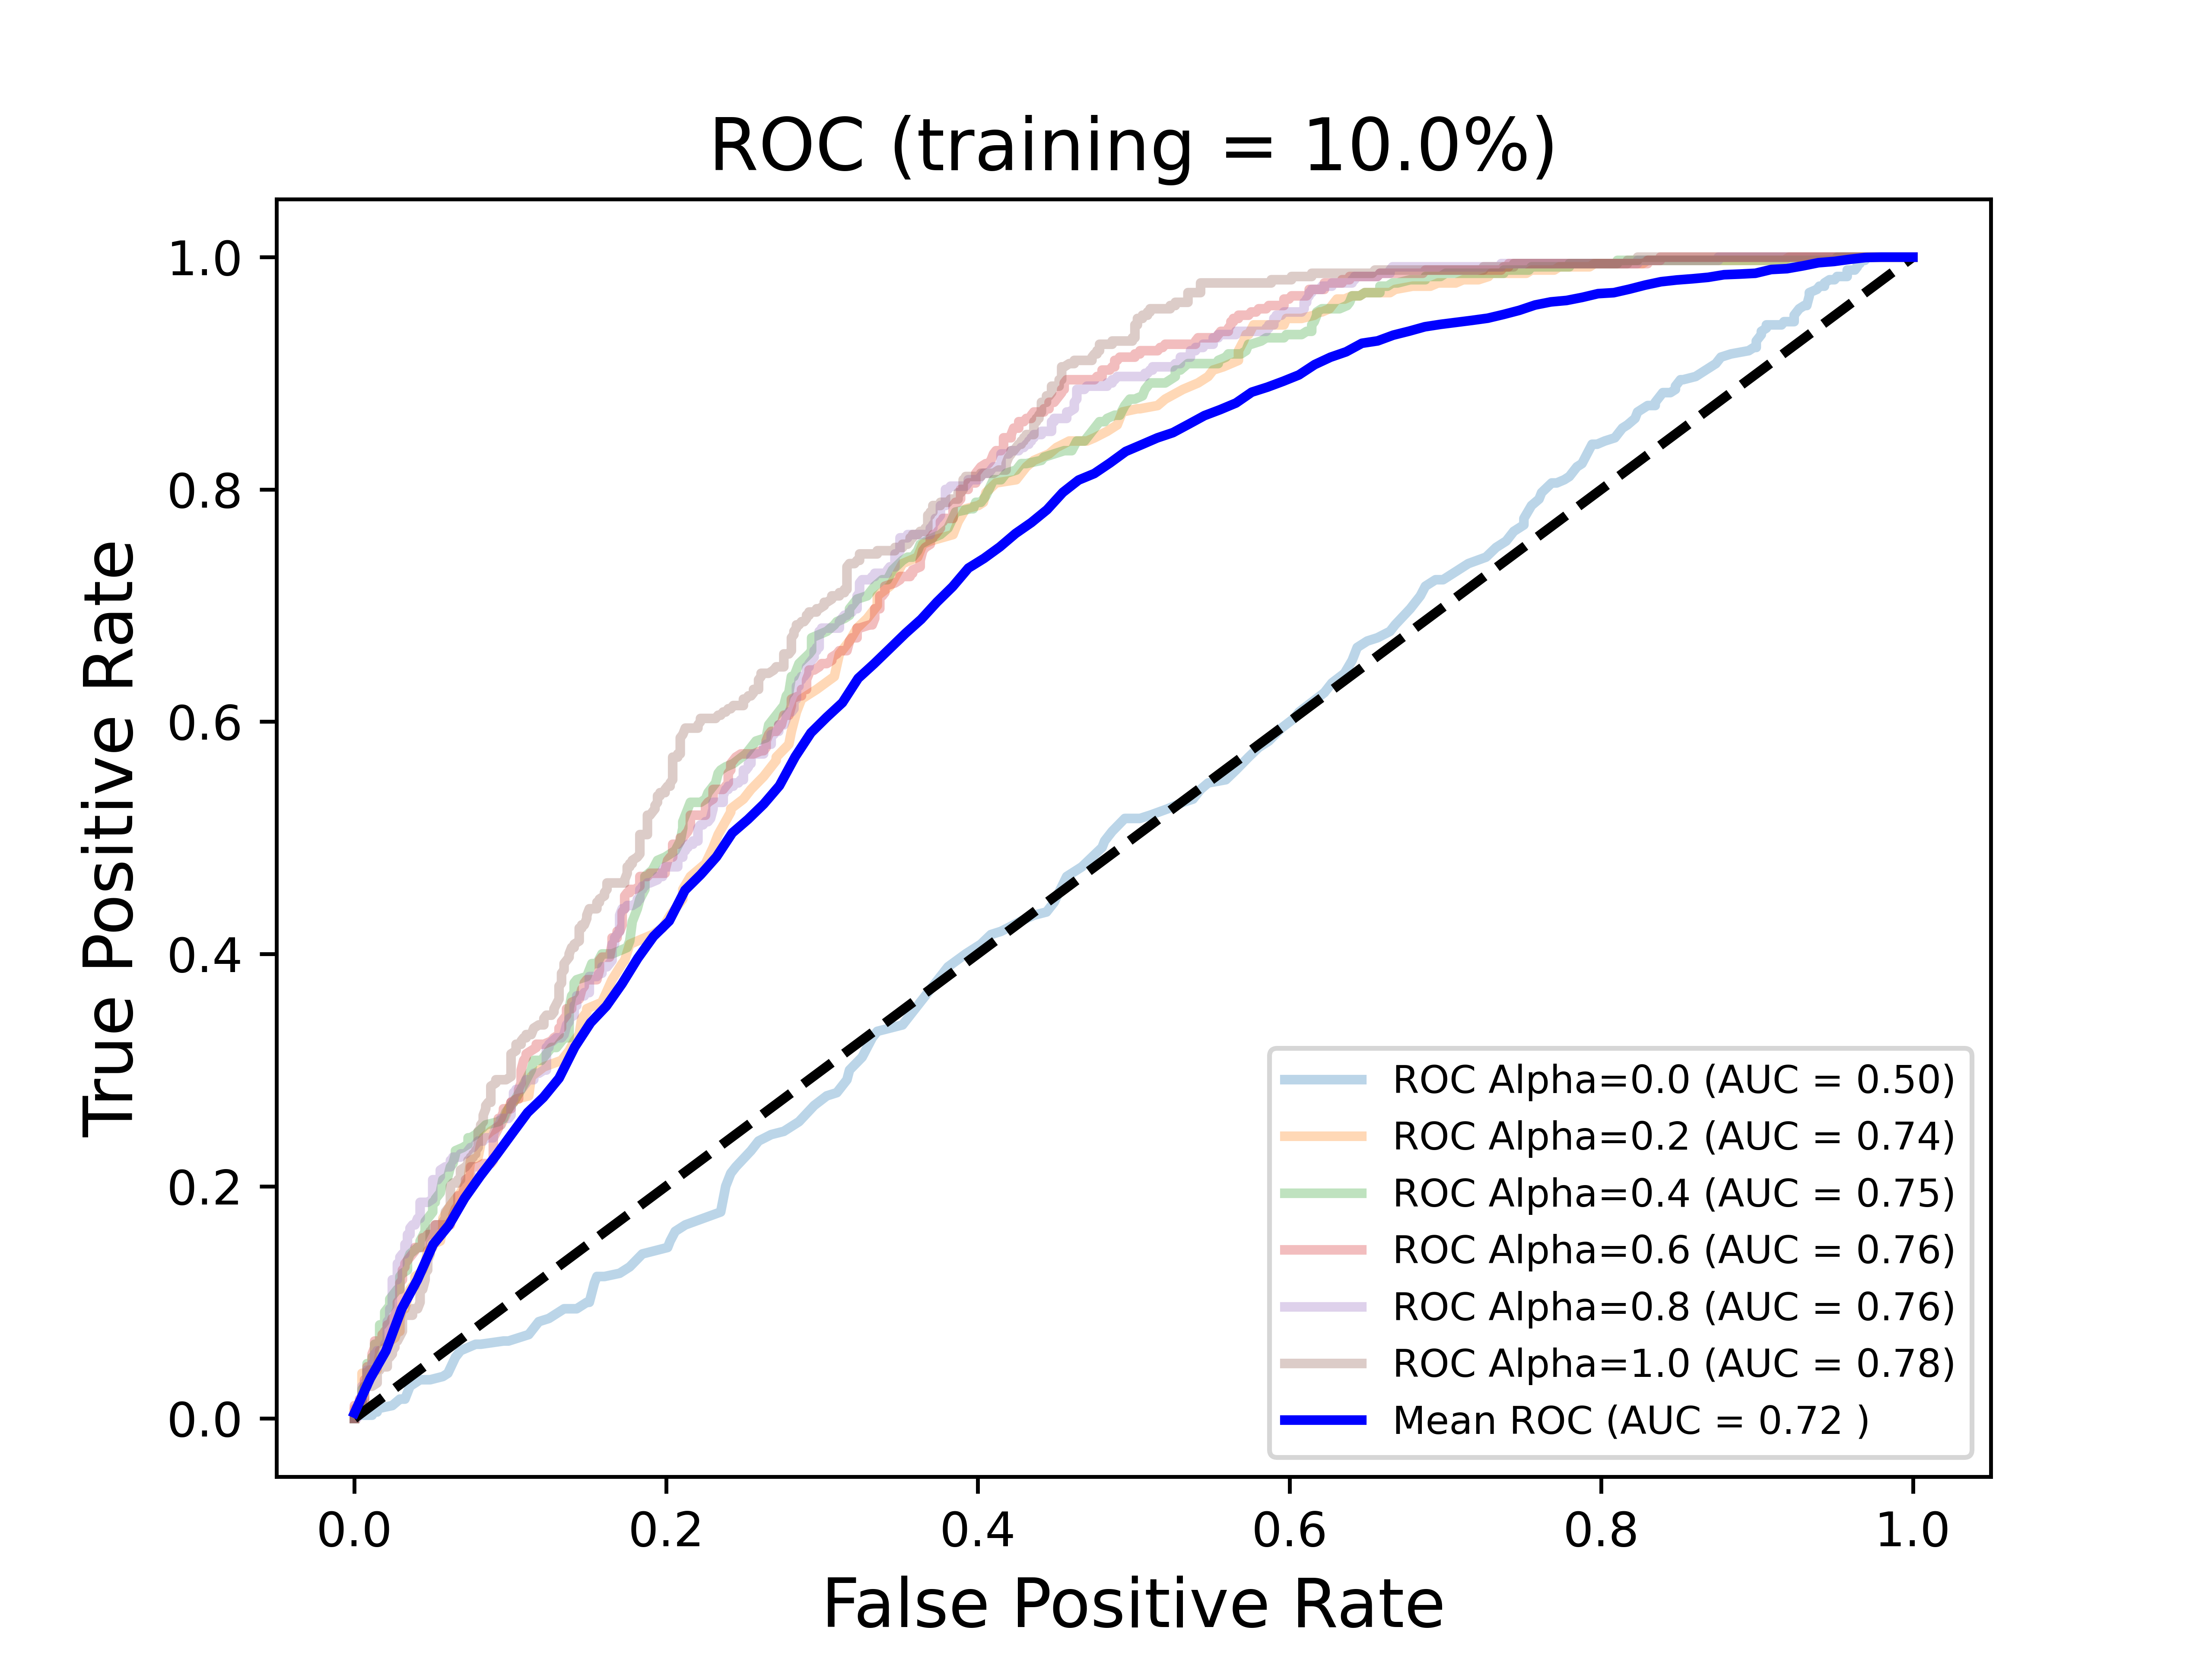 ROC (training = 10.0%)
True Positive Rate
1.0
0.8
0.6
0.4
0.2
0.0
ROC Alpha=0.0 (AUC = 0.50)
ROC Alpha=0.2 (AUC = 0.74)
ROC Alpha=0.4 (AUC = 0.75)
ROC Alpha=0.6 (AUC = 0.76)
ROC Alpha=0.8 (AUC = 0.76)
ROC Alpha=1.0 (AUC = 0.78)
Mean ROC (AUC = 0.72 )
0.0 0.2 0.4 0.6 0.8 1.0
False Positive Rate